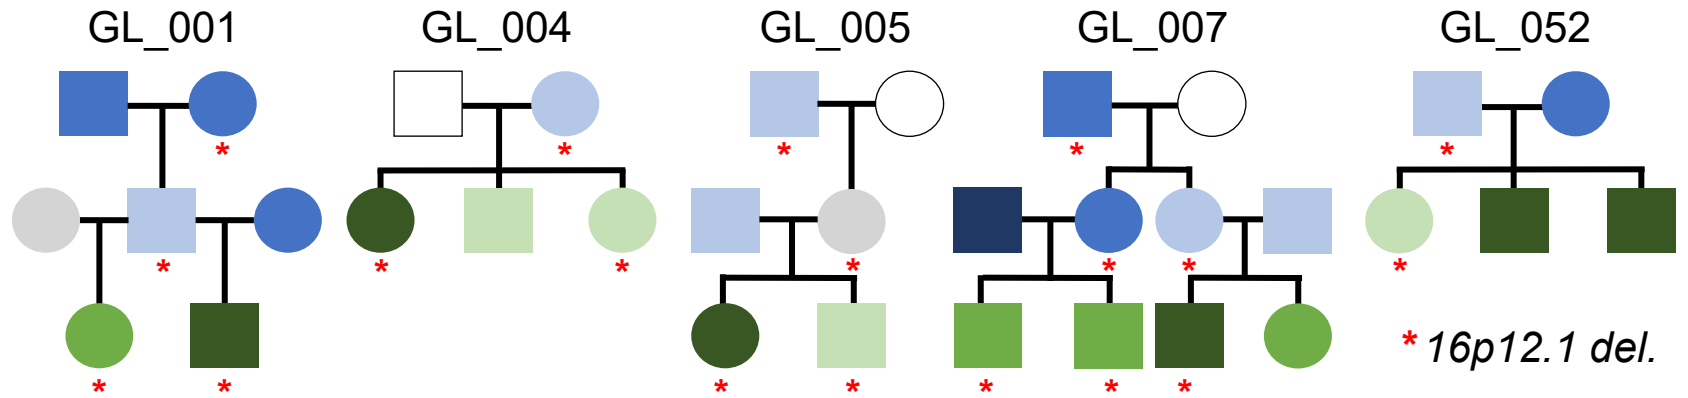 GL_001 GL_004 GL_005 GL_007 GL_052
* * * * *
* * * * * * *
* * * * * * *
* 16p12.1 del.